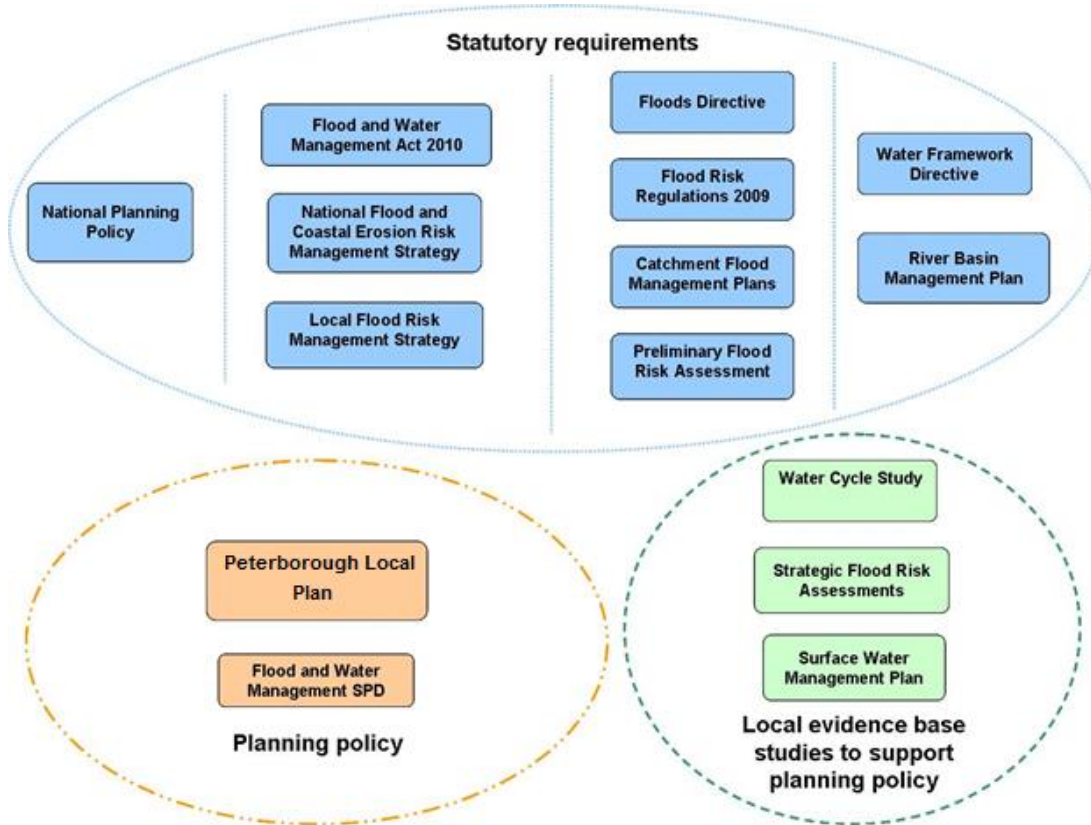 Statutory requirements
National Planning
Policy
Flood and Water
Management Act 2010
National Flood and
Coastal Erosion Risk
Management Strategy
Local Flood Risk
Management Strategy
Floods Directive
Flood Risk
Regulations 2009
Catchment Flood
Management Plans
Preliminary Flood
Risk Assessment
Water Framework
Directive
River Basin
Management Plan
Peterborough Local
Plan
Flood and Water
Management SPD
Planning policy
Water Cycle Study
Strategic Flood Risk
Assessments
Surface Water
Management Plan
Local evidence base
studies to support
planning policy